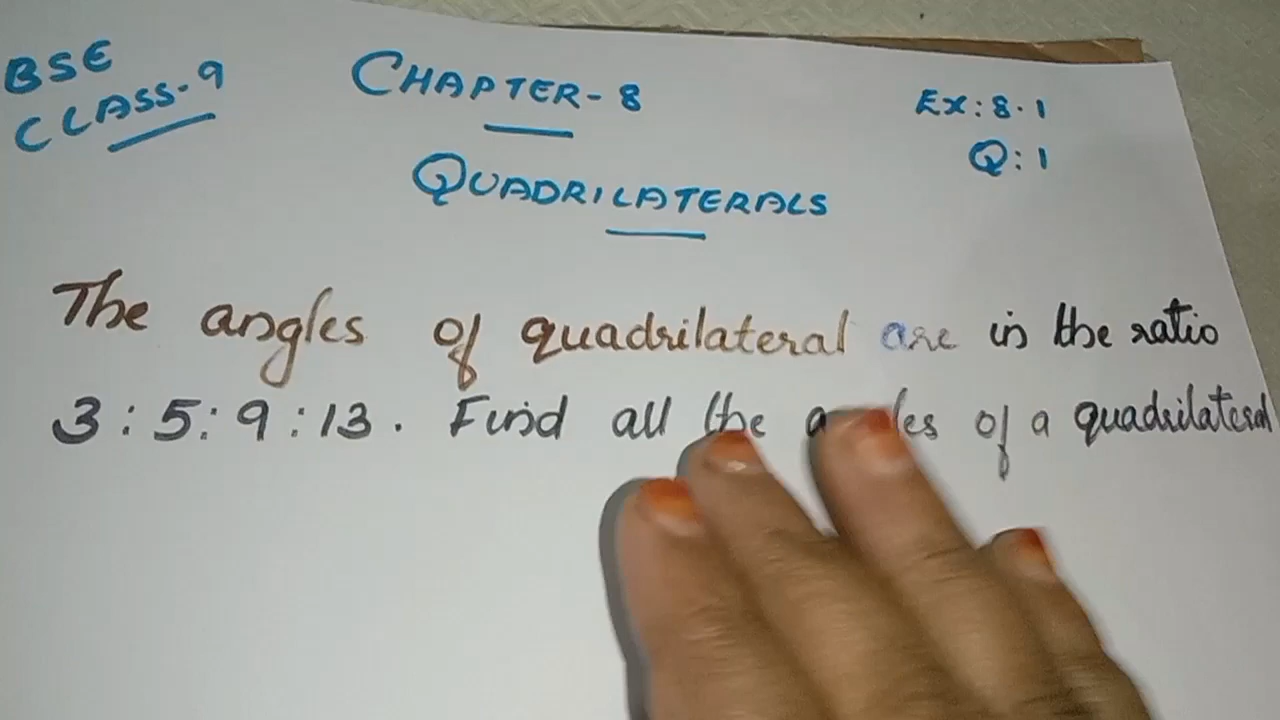 BSE
CLASS-9
CHAPTER-8
EX: 8.1
Q: 1
QUADRILATERALS
The angles of quadrilateral are in the ratio
3:5:9:13. Find all the angles of a quadrilateral